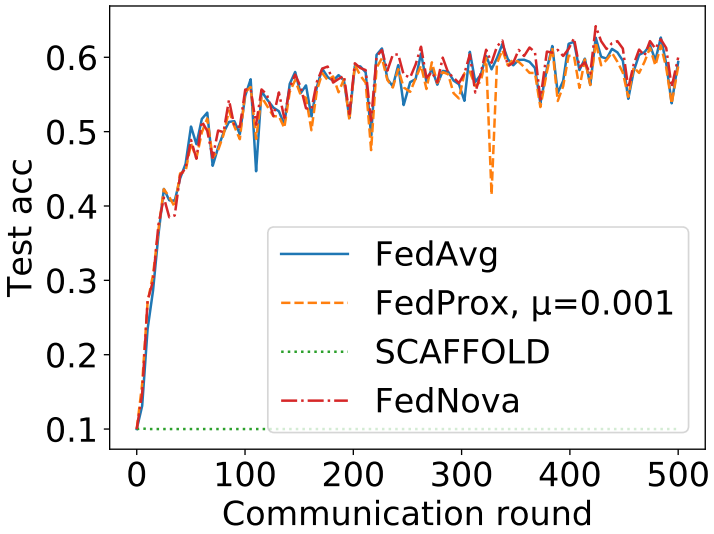 Test acc
0.6
0.5
0.4
0.3
0.2
0.1
FedAvg
FedProx, μ=0.001
SCAFFOLD
FedNova
0 100 200 300 400 500
Communication round